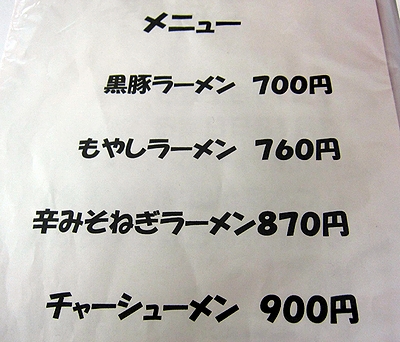 メニュー
黒豚ラーメン 700円
もやしラーメン 760円
辛みそねぎラーメン870円
チャーシューメン 900円